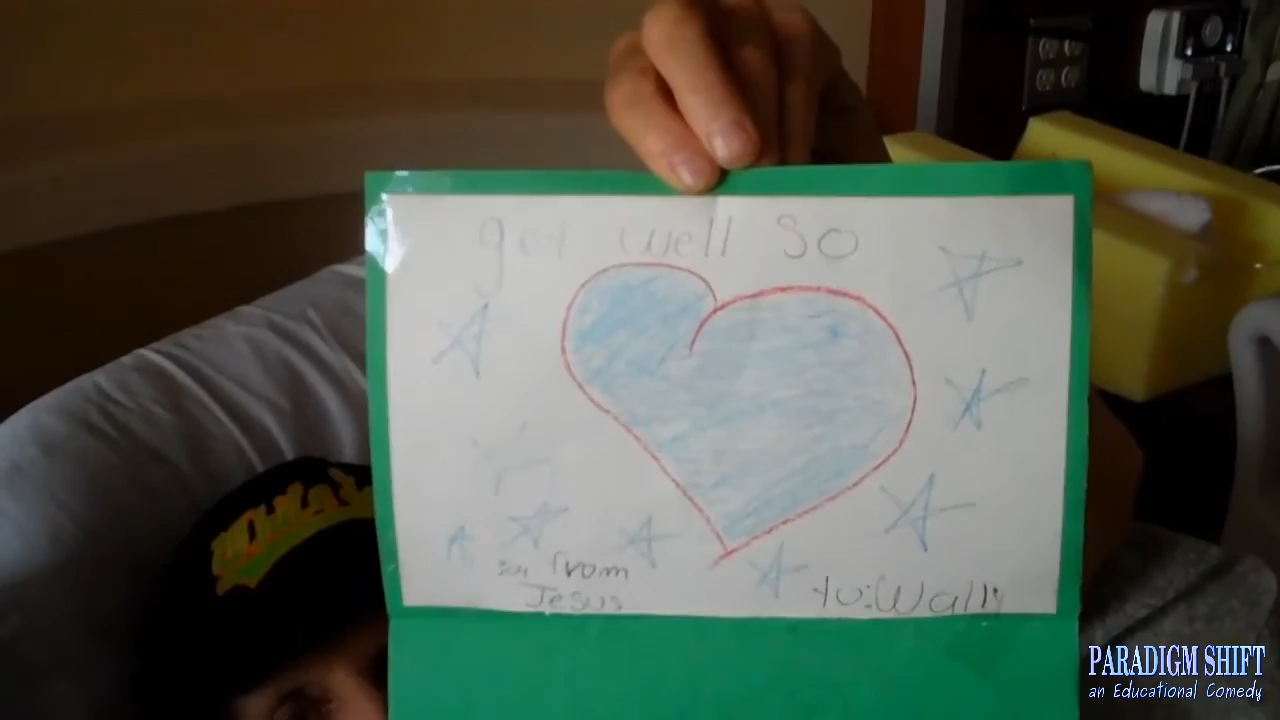 get well so
from
Jesus
to: Wally
PARADIGM SHIFT
an Educational Comedy